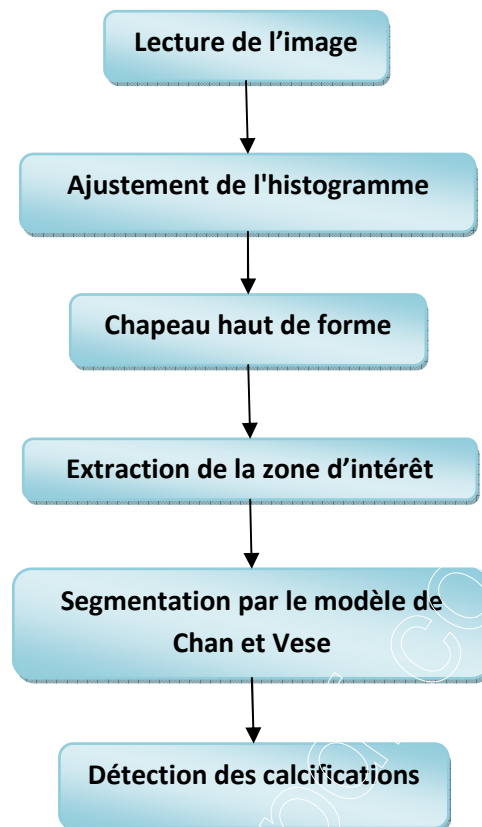 Lecture de l’image
Ajustement de l'histogramme
Chapeau haut de forme
Extraction de la zone d’intérêt
Segmentation par le modèle de
Chan et Vese
Détection des calcifications